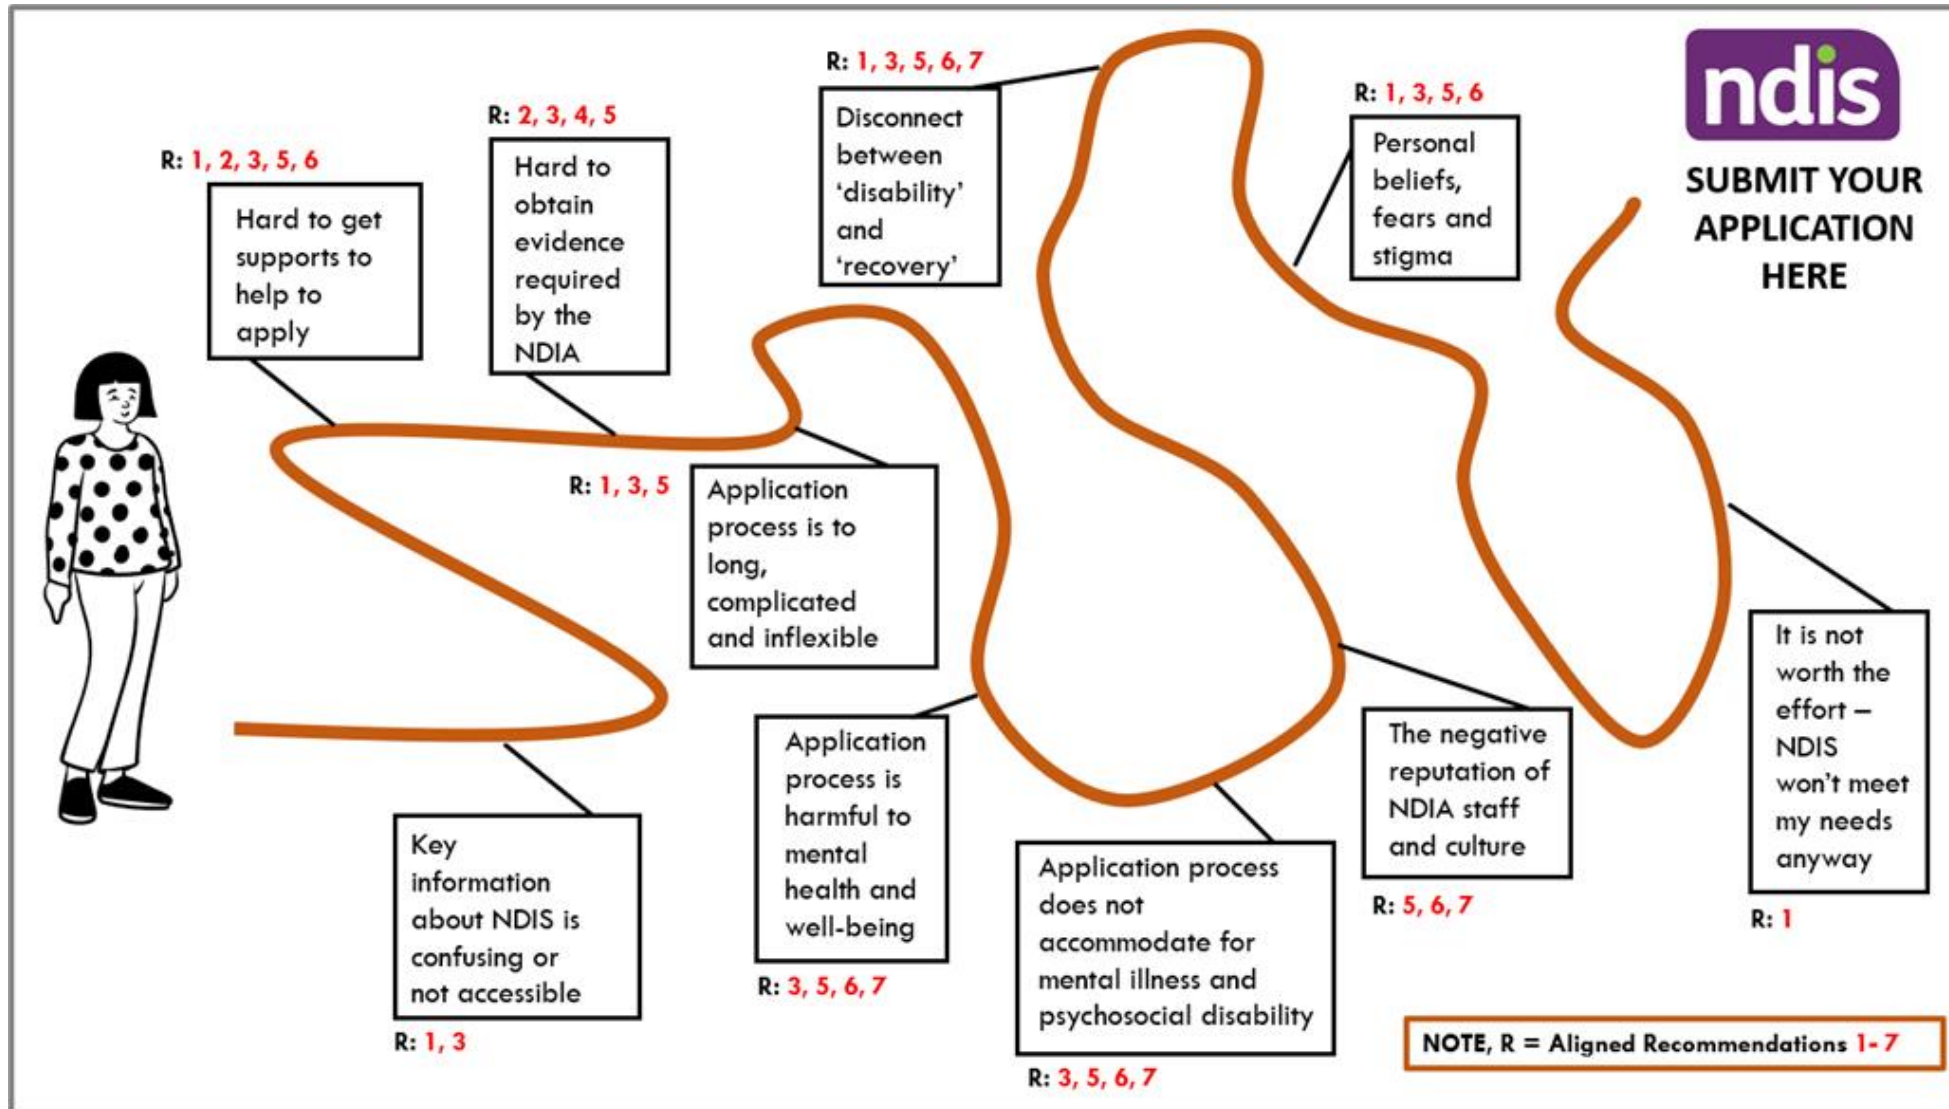 R: 1, 2, 3, 5, 6
Hard to get
supports to
help to
apply
R: 2, 3, 4, 5
Hard to
obtain
evidence
required
by the
NDIA
R: 1, 3, 5, 6, 7
Disconnect
between
‘disability’
and
‘recovery’
R: 1, 3, 5, 6
Personal
beliefs,
fears and
stigma
ndis
SUBMIT YOUR
APPLICATION
HERE
R: 1, 3, 5
Application
process is to
long,
complicated
and inflexible
Key
information
about NDIS is
confusing or
not accessible
R: 1, 3
Application
process is
harmful to
mental
health and
well-being
R: 3, 5, 6, 7
Application process
does not
accommodate for
mental illness and
psychosocial disability
R: 3, 5, 6, 7
The negative
reputation of
NDIA staff
and culture
R: 5, 6, 7
It is not
worth the
effort –
NDIS
won’t meet
my needs
anyway
R: 1
NOTE, R = Aligned Recommendations 1- 7